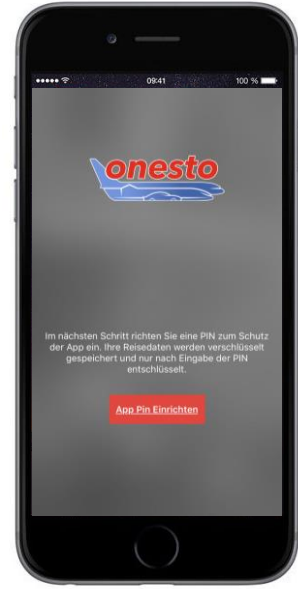 09:41
100 %
onesto
Im nächsten Schritt richten Sie eine PIN zum Schutz
der App ein. Ihre Reisedaten werden verschlüsselt
gespeichert und nur nach Eingabe der PIN
entschlüsselt.
App Pin Einrichten